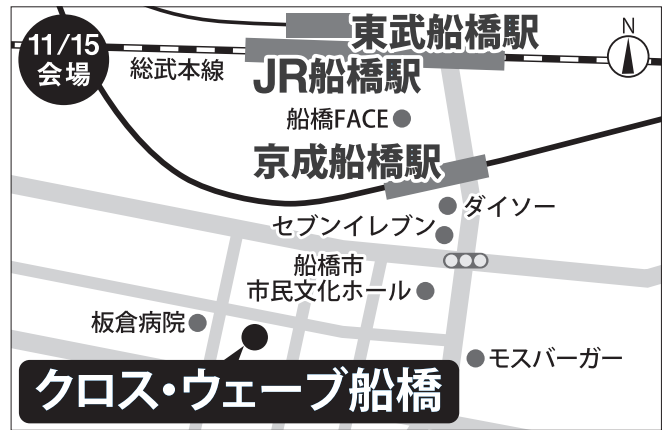 11/15
会場
東武船橋駅
N
総武本線
JR船橋駅
船橋FACE
京成船橋駅
ダイソー
セブンイレブン
船橋市
市民文化ホール
板倉病院
モスバーガー
クロス・ウェーブ船橋